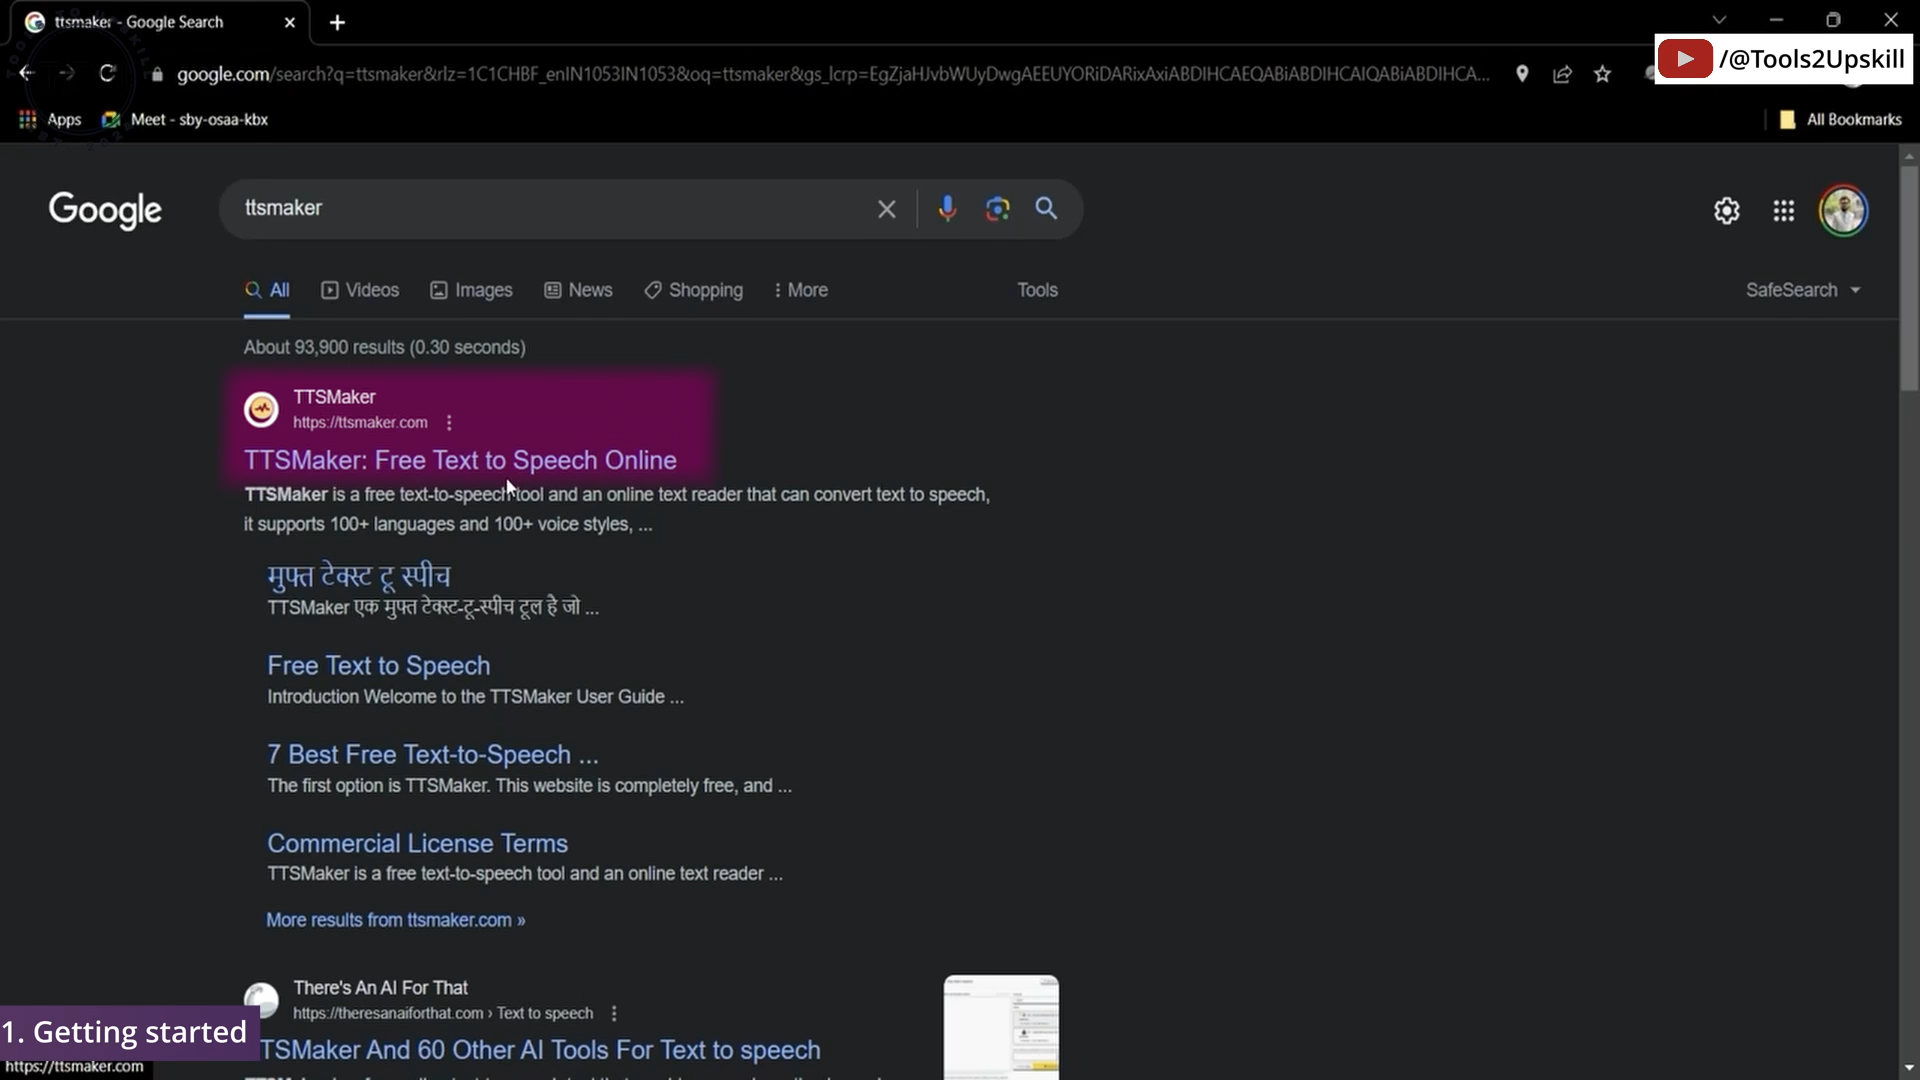 ttsmaker - Google Search
google.com/search?q=ttsmaker&rlz=1C1CHBF_enIN1053IN1053&oq=ttsmaker&gs_lcrp=EgZjaHJvbWUyDwgAEEUYORiDARixAxiABDIHCAEQABiABDIHCAIQABiABDIHCA...
/@Tools2Upskill
Apps
Meet - sby-osaa-kbx
All Bookmarks
Google
ttsmaker
All
Videos
Images
News
Shopping
More
Tools
SafeSearch
About 93,900 results (0.30 seconds)
TTSMaker
https://ttsmaker.com
TTSMaker: Free Text to Speech Online
TTSMaker is a free text-to-speech tool and an online text reader that can convert text to speech,
it supports 100+ languages and 100+ voice styles, ...
मुफ्त टेक्स्ट टू स्पीच
TTSMaker एक मुफ्त टेक्स्ट-टू-स्पीच टूल है जो ...
Free Text to Speech
Introduction Welcome to the TTSMaker User Guide ...
7 Best Free Text-to-Speech ...
The first option is TTSMaker. This website is completely free, and ...
Commercial License Terms
TTSMaker is a free text-to-speech tool and an online text reader ...
More results from ttsmaker.com »
There's An AI For That
https://theresanaiforthat.com › Text to speech
1. Getting started
TSMaker And 60 Other AI Tools For Text to speech
https://ttsmaker.com